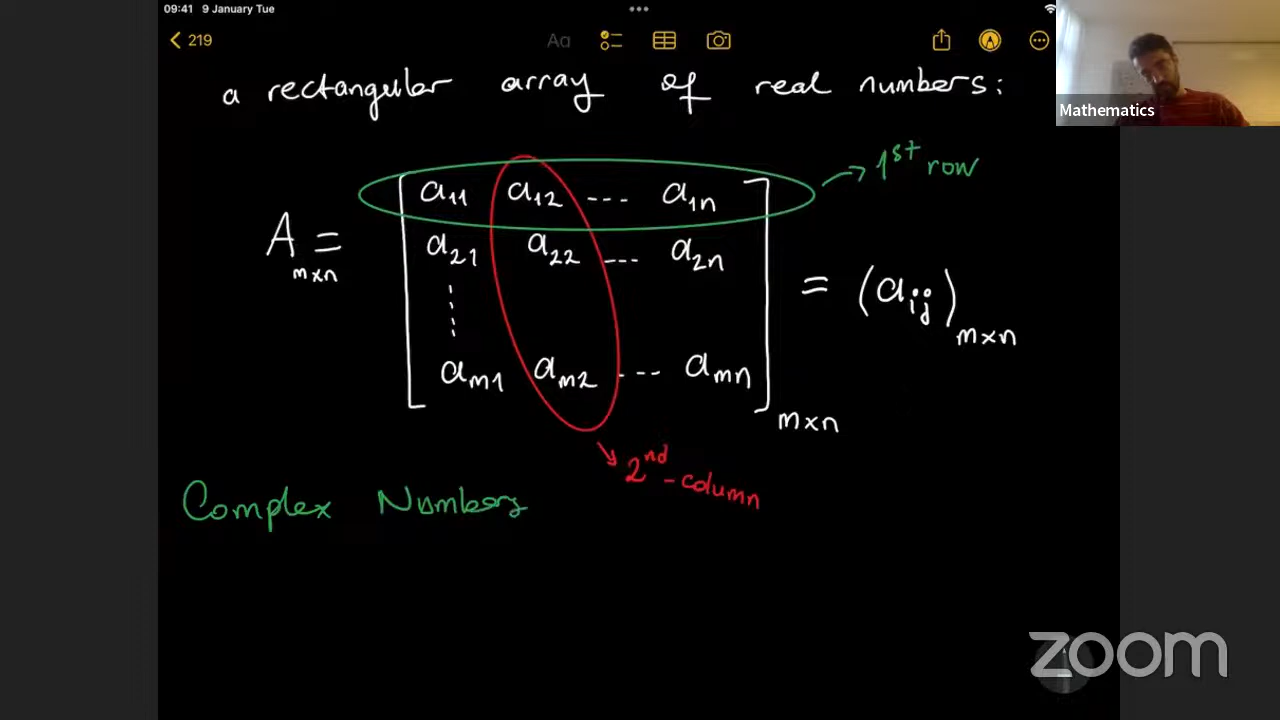 09:41 9 January Tue
219
Aa
a rectangular array of real numbers:
Mathematics
1st row
a11 a12 --- a1n
A m×n =
a21 a22 ---- a2n
= (aij) m×n
am1 am2 ---- amn
m×n
2nd-column
Complex Numbers
zoom